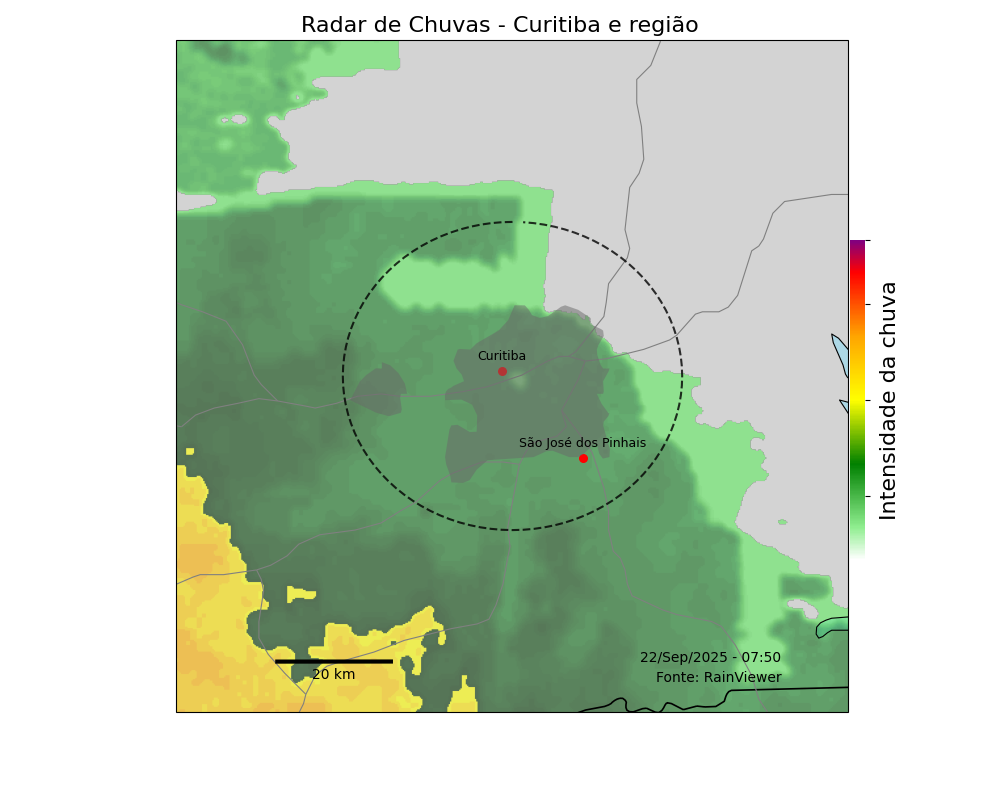 Radar de Chuvas - Curitiba e região
Curitiba
São José dos Pinhais
Intensidade da chuva
20 km
22/Sep/2025 - 07:50
Fonte: RainViewer